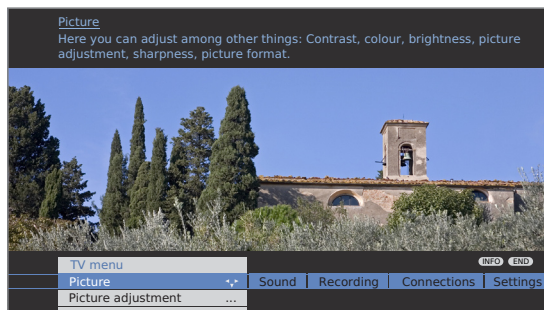 Picture
Here you can adjust among other things: Contrast, colour, brightness, picture
adjustment, sharpness, picture format.
TV menu
INFO END
Picture Sound Recording Connections Settings
Picture adjustment ...